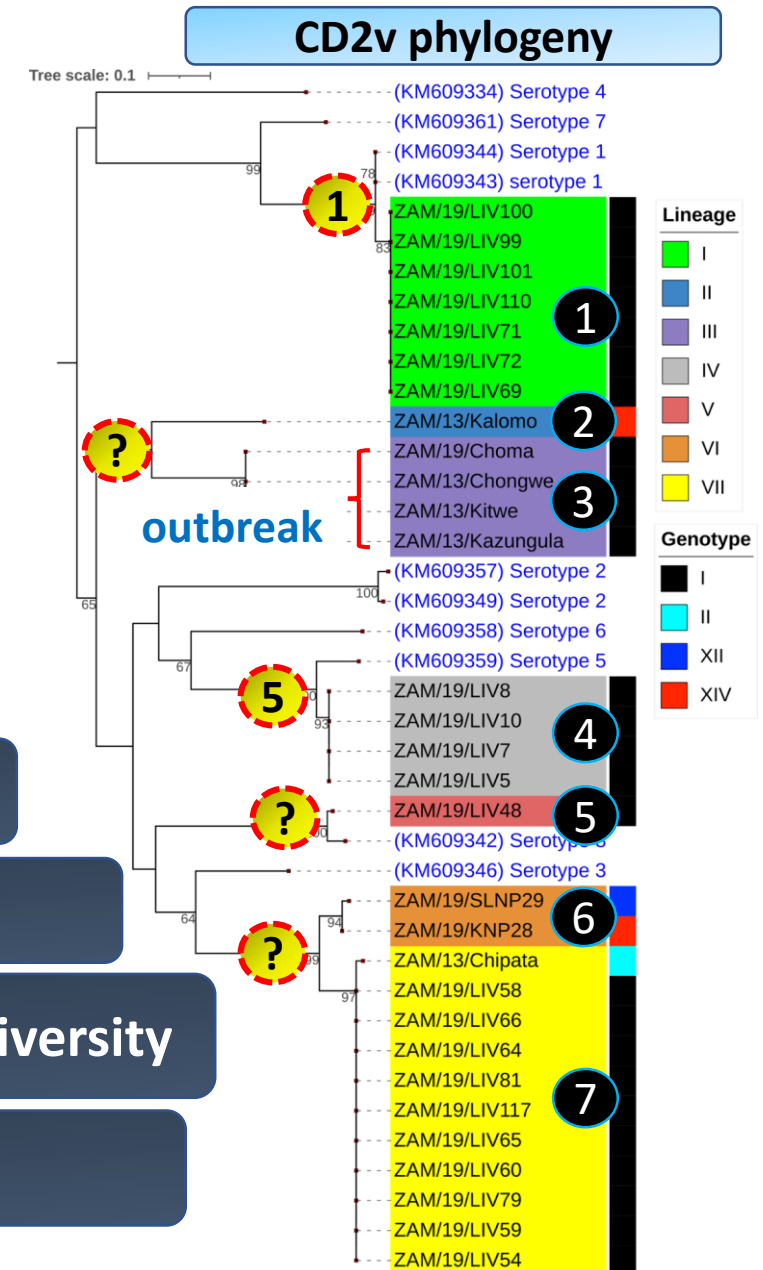 CD2v phylogeny
Tree scale: 0.1
(KM609334) Serotype 4
(KM609361) Serotype 7
99
(KM609344) Serotype 1
78
(KM609343) serotype 1
1
ZAM/19/LIV100
83
ZAM/19/LIV99
ZAM/19/LIV101
ZAM/19/LIV110
1
ZAM/19/LIV71
ZAM/19/LIV72
ZAM/19/LIV69
ZAM/13/Kalomo
2
?
ZAM/19/Choma
98
ZAM/13/Chongwe
3
outbreak
ZAM/13/Kitwe
ZAM/13/Kazungula
(KM609357) Serotype 2
100
65
(KM609349) Serotype 2
(KM609358) Serotype 6
67
(KM609359) Serotype 5
5
ZAM/19/LIV8
93
ZAM/19/LIV10
4
ZAM/19/LIV7
ZAM/19/LIV5
?
ZAM/19/LIV48
5
(KM609342) Serotype
(KM609346) Serotype 3
64
ZAM/19/SLNP29
6
94
ZAM/19/KNP28
?
99
ZAM/13/Chipata
97
ZAM/19/LIV58
ZAM/19/LIV66
ZAM/19/LIV64
ZAM/19/LIV81
7
ZAM/19/LIV117
ZAM/19/LIV65
ZAM/19/LIV60
ZAM/19/LIV79
ZAM/19/LIV59
ZAM/19/LIV54
Lineage
I
II
III
IV
V
VI
VII
Genotype
I
II
XII
XIV
iversity